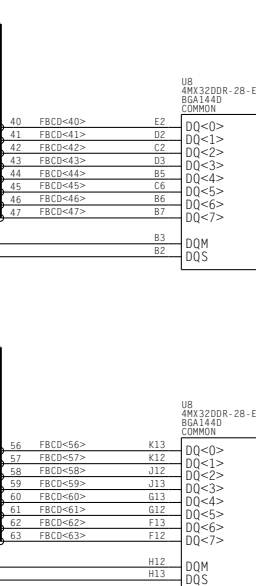 U8
4MX32DDR-28-E
BGA144D
COMMON
40 FBCD<40> E2 DQ<0>
41 FBCD<41> D2 DQ<1>
42 FBCD<42> C2 DQ<2>
43 FBCD<43> D3 DQ<3>
44 FBCD<44> B5 DQ<4>
45 FBCD<45> C6 DQ<5>
46 FBCD<46> B6 DQ<6>
47 FBCD<47> B7 DQ<7>
B3 DQM
B2 DQS
U8
4MX32DDR-28-E
BGA144D
COMMON
56 FBCD<56> K13 DQ<0>
57 FBCD<57> K12 DQ<1>
58 FBCD<58> J12 DQ<2>
59 FBCD<59> J13 DQ<3>
60 FBCD<60> G13 DQ<4>
61 FBCD<61> G12 DQ<5>
62 FBCD<62> F13 DQ<6>
63 FBCD<63> F12 DQ<7>
H12 DQM
H13 DQS